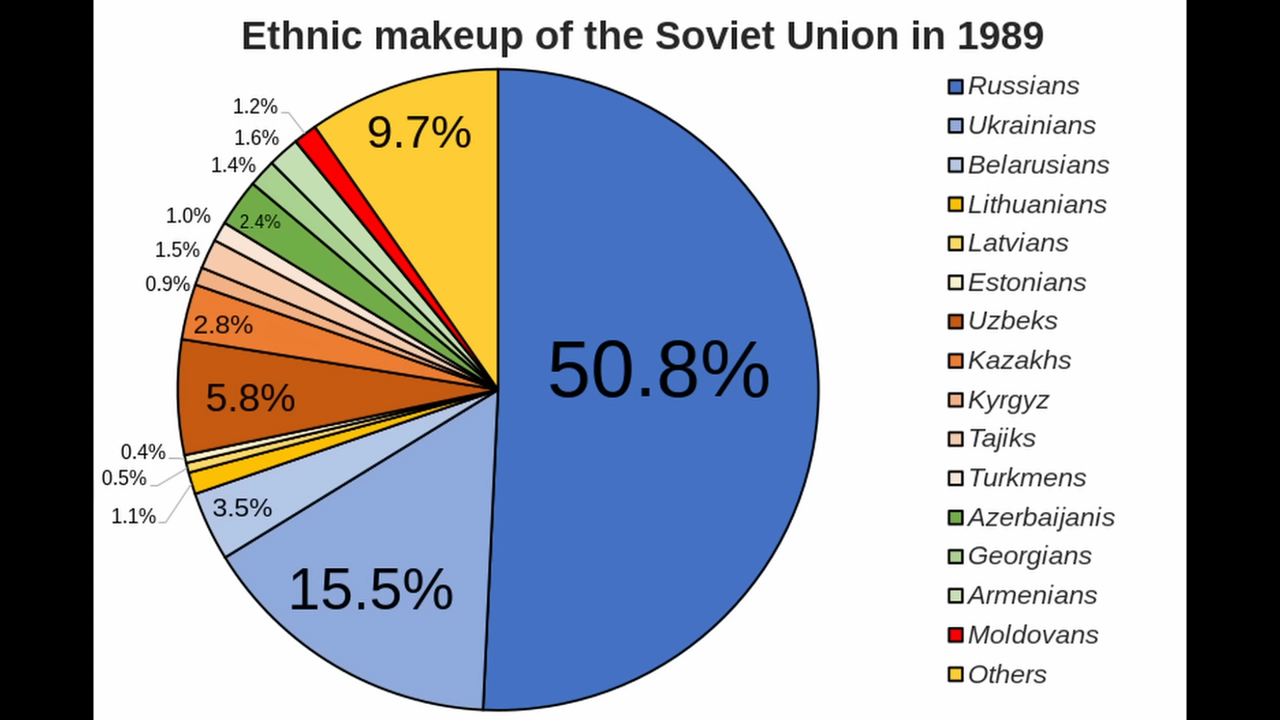 Ethnic makeup of the Soviet Union in 1989
50.8%
15.5%
3.5%
1.1%
0.5%
0.4%
5.8%
2.8%
0.9%
1.5%
1.0%
2.4%
1.4%
1.6%
1.2%
9.7%
Russians
Ukrainians
Belarusians
Lithuanians
Latvians
Estonians
Uzbeks
Kazakhs
Kyrgyz
Tajiks
Turkmens
Azerbaijanis
Georgians
Armenians
Moldovans
Others